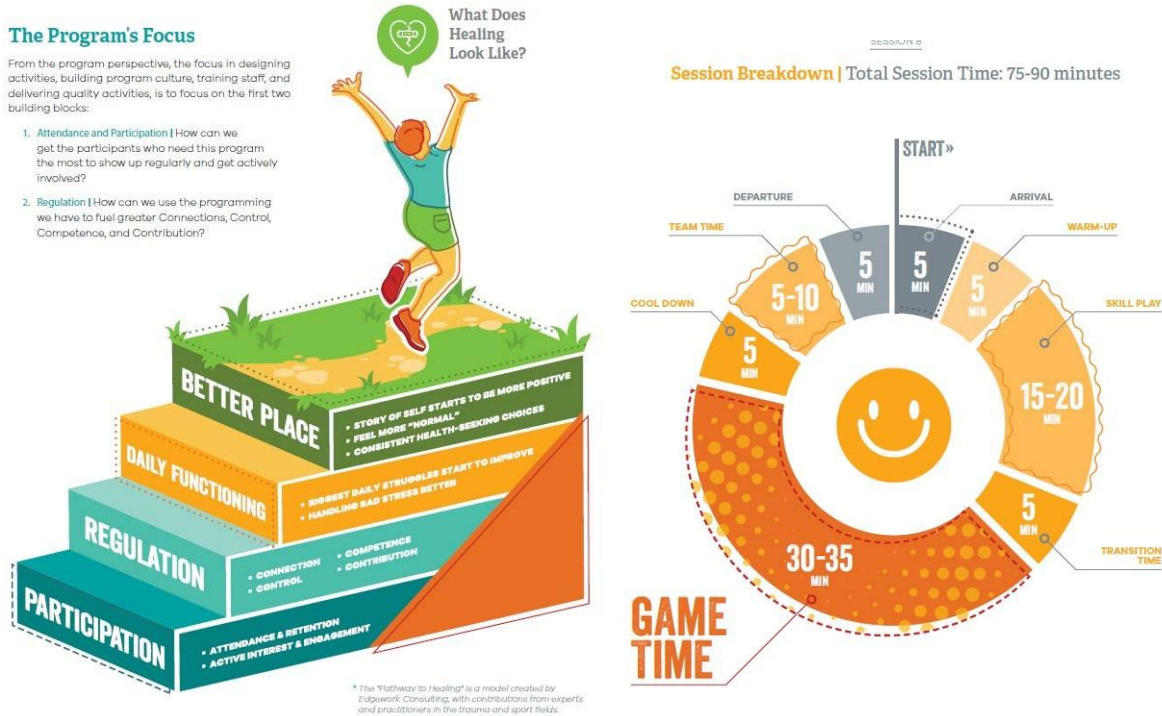 The Program's Focus
From the program perspective, the focus in designing
activities, building program culture, training staff, and
delivering quality activities, is to focus on the first two
building blocks:
1. Attendance and Participation | How can we
get the participants who need this program
the most to show up regularly and get actively
involved?
2. Regulation | How can we use the programming
we have to fuel greater Connections, Control,
Competence, and Contribution?
What Does
Healing
Look Like?
BETTER PLACE
• STORY OF SELF STARTS TO BE MORE POSITIVE
• FEEL MORE "NORMAL"
• CONSISTENT HEALTH-SEEKING CHOICES
DAILY FUNCTIONING
• BIGGEST DAILY STRUGGLES START TO IMPROVE
• HANDLING BAD STRESS BETTER
REGULATION
• CONNECTION
• CONTROL
• COMPETENCE
• CONTRIBUTION
PARTICIPATION
• ATTENDANCE & RETENTION
• ACTIVE INTEREST & ENGAGEMENT
* The "Pathway to Healing" is a model created by
Edgework Consulting, with contributions from experts
and practitioners in the trauma and sport fields.
Session Breakdown | Total Session Time: 75-90 minutes
START»
ARRIVAL
5
MIN
WARM-UP
5
MIN
SKILL PLAY
15-20
MIN
TRANSITION
TIME
5
MIN
GAME
TIME
30-35
MIN
COOL DOWN
5
MIN
TEAM TIME
5-10
MIN
DEPARTURE
5
MIN